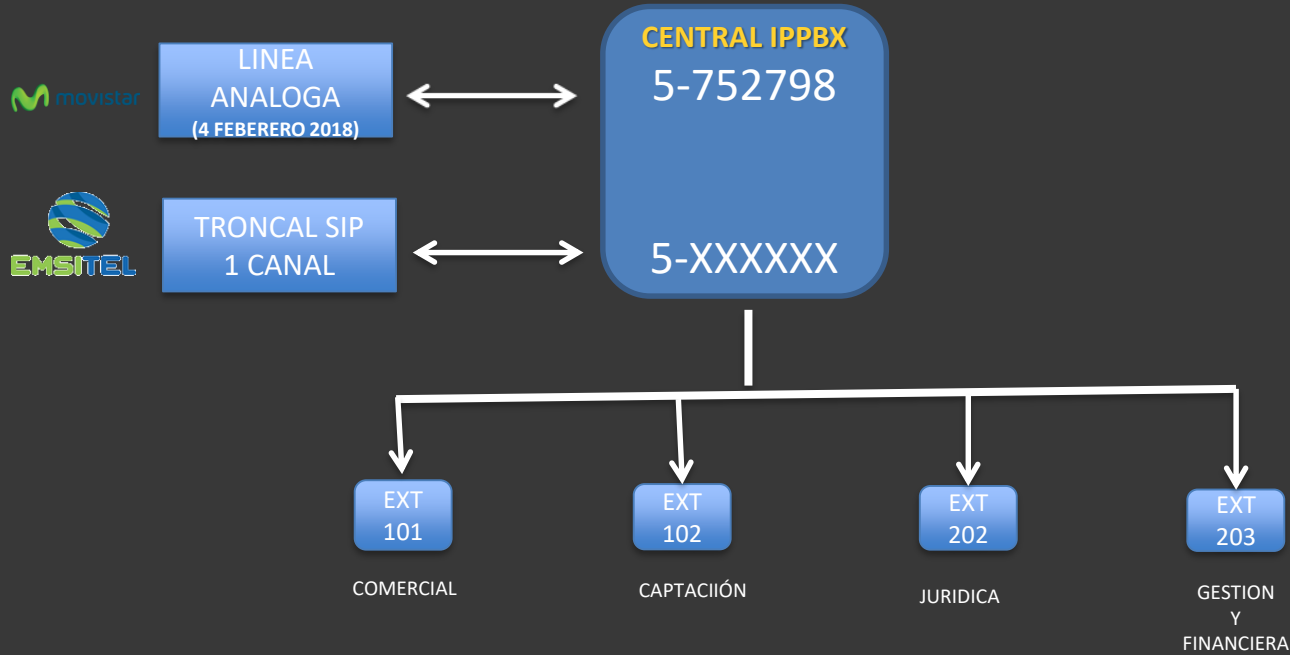 CENTRAL IPPBX
5-752798
5-XXXXXX
movistar
LINEA
ANALOGA
(4 FEBERERO 2018)
EMSITEL
TRONCAL SIP
1 CANAL
EXT
101
COMERCIAL
EXT
102
CAPTACIIÓN
EXT
202
JURIDICA
EXT
203
GESTION
Y
FINANCIERA